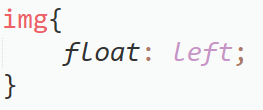 img{
    float: left;
}